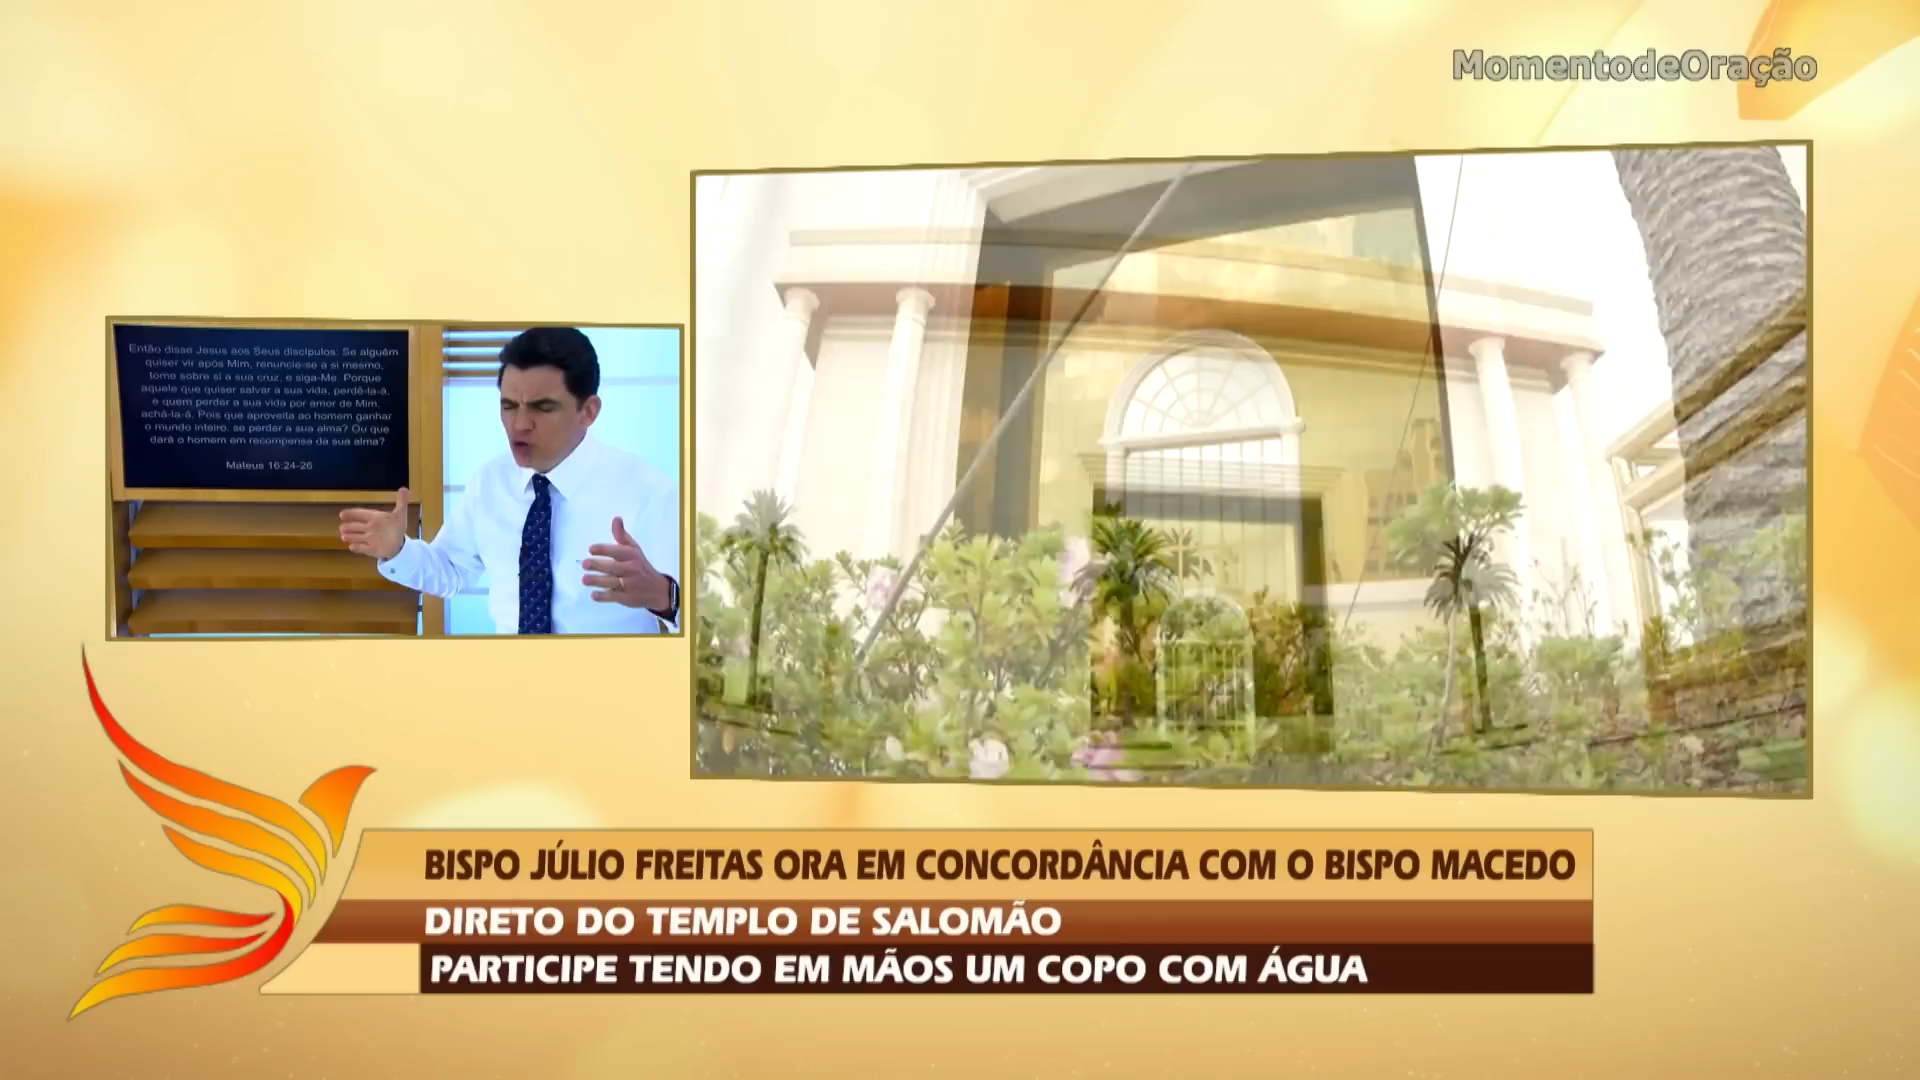 MomentodeOração
Então disse Jesus aos Seus discípulos: Se alguém
quiser vir após Mim, renuncie-se a si mesmo,
tome sobre si a sua cruz, e siga-Me. Porque
aquele que quiser salvar a sua vida, perdê-la-á,
e quem perder a sua vida por amor de Mim,
achá-la-á. Pois que aproveita ao homem ganhar
o mundo inteiro, se perder a sua alma? Ou que
dará o homem em recompensa da sua alma?
Mateus 16:24-26
BISPO JÚLIO FREITAS ORA EM CONCORDÂNCIA COM O BISPO MACEDO
DIRETO DO TEMPLO DE SALOMÃO
PARTICIPE TENDO EM MÃOS UM COPO COM ÁGUA